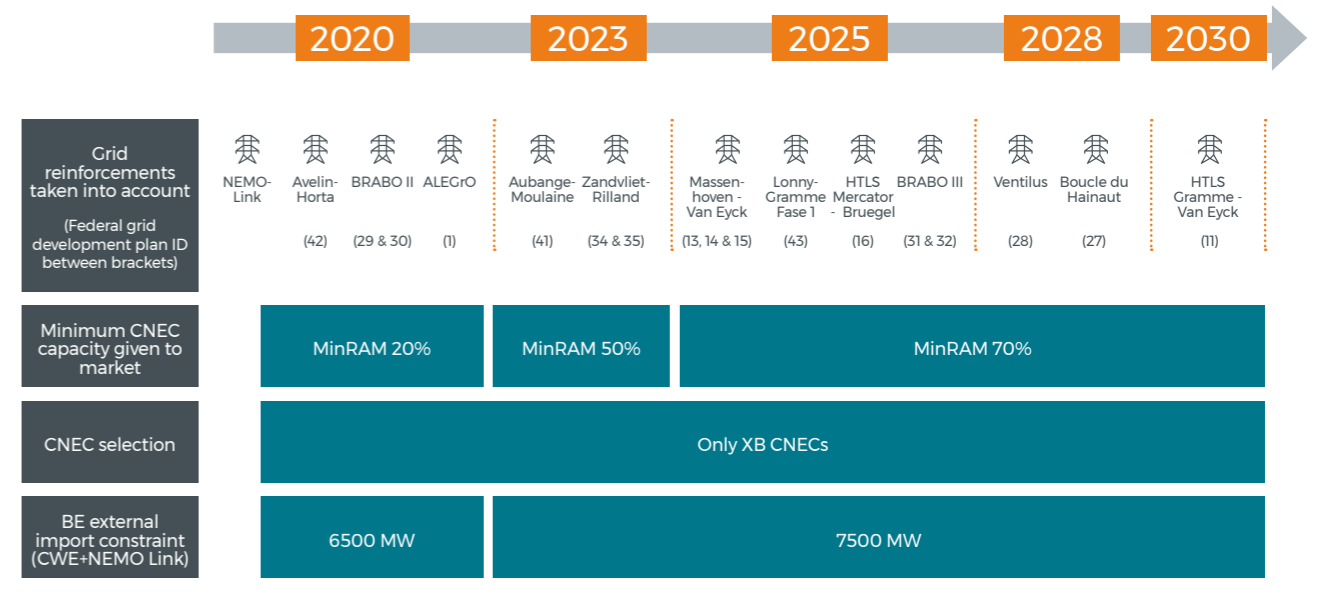 2020
2023
2025
2028
2030
Grid
reinforcements
taken into account
(Federal grid
development plan ID
between brackets)
NEMO-
Link
Avelin-
Horta
(42)
BRABO II
(29 & 30)
ALEGrO
(1)
Aubange-
Moulaine
(41)
Zandvliet-
Rilland
(34 & 35)
Massen-
hoven -
Van Eyck
(13, 14 & 15)
Lonny-
Gramme
Fase 1
(43)
HTLS
Mercator
- Bruegel
(16)
BRABO III
(31 & 32)
Ventilus
(28)
Boucle du
Hainaut
(27)
HTLS
Gramme -
Van Eyck
(11)
Minimum CNEC
capacity given to
market
MinRAM 20%
MinRAM 50%
MinRAM 70%
CNEC selection
Only XB CNECs
BE external
import constraint
(CWE+NEMO Link)
6500 MW
7500 MW